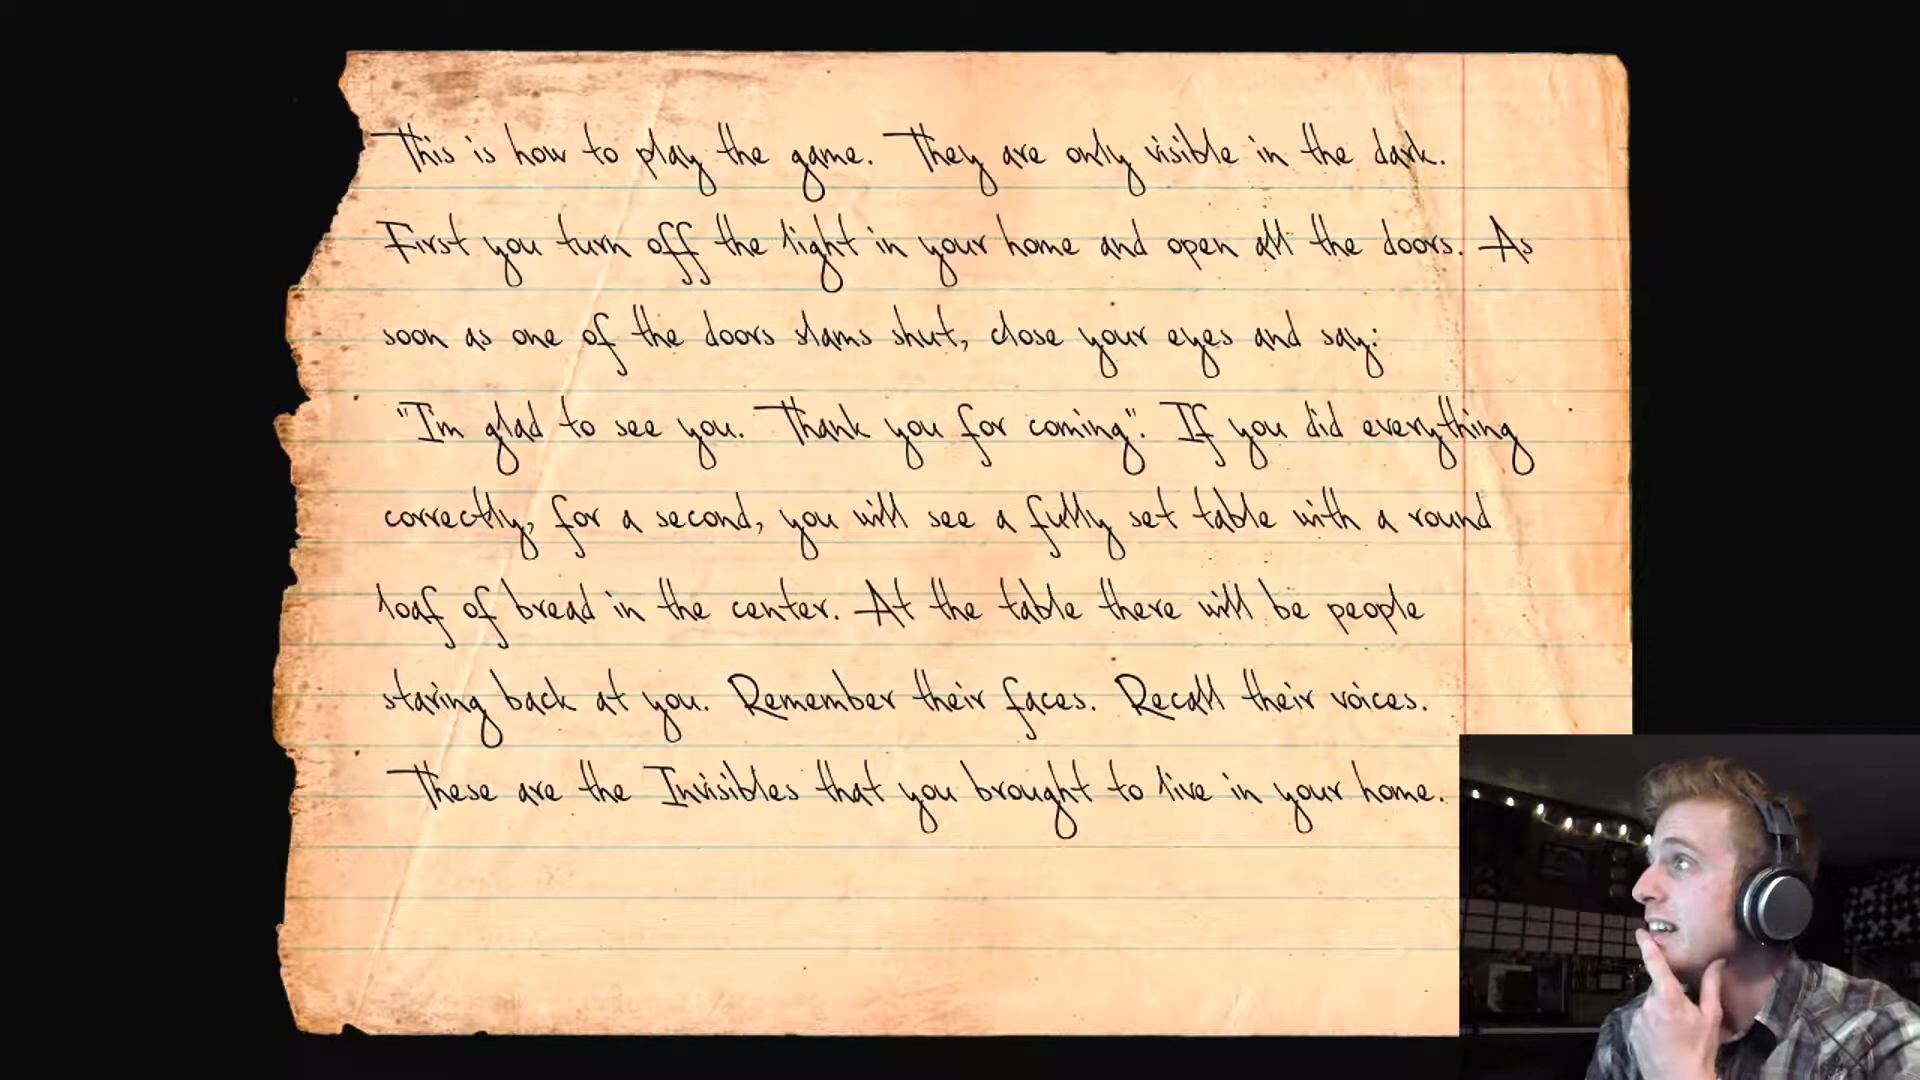 This is how to play the game. They are only visible in the dark.
First you turn off the light in your home and open all the doors. As
soon as one of the doors slams shut, close your eyes and say:
"I'm glad to see you. Thank you for coming". If you did everything
correctly, for a second, you will see a fully set table with a round
loaf of bread in the center. At the table there will be people
staring back at you. Remember their faces. Recall their voices.
These are the Invisibles that you brought to live in your home.